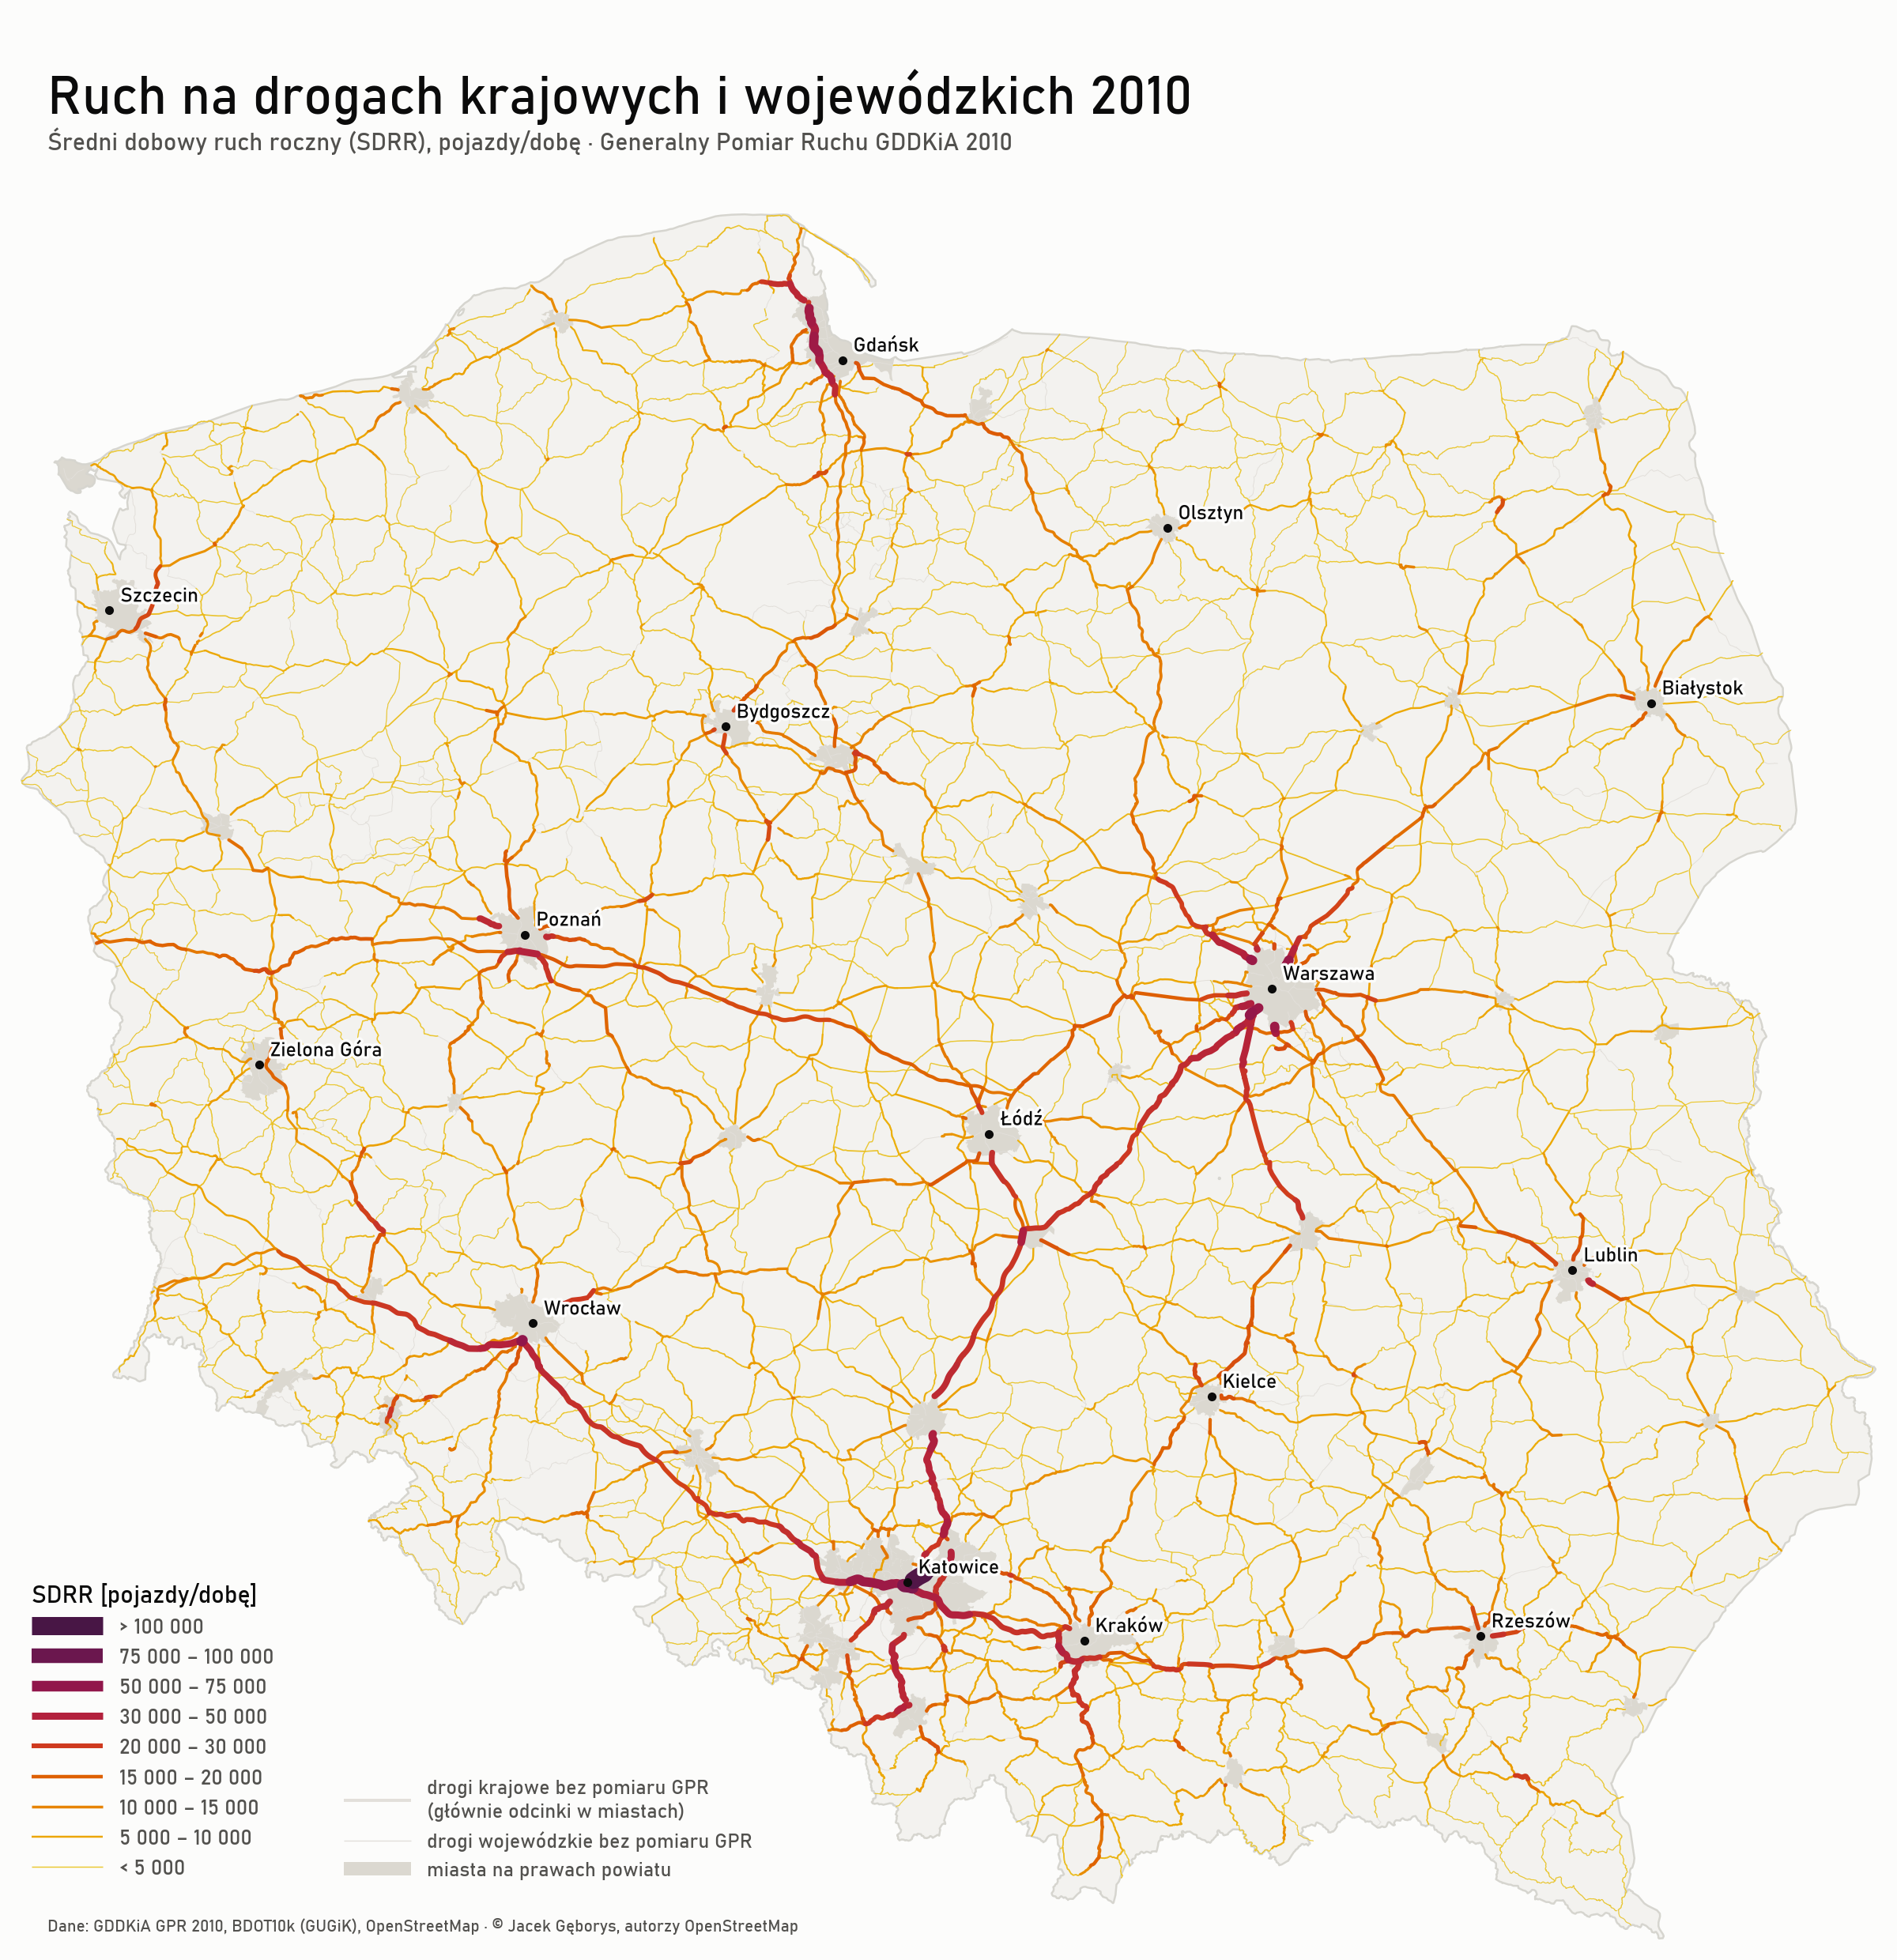 Ruch na drogach krajowych i wojewódzkich 2010
Średni dobowy ruch roczny (SDRR), pojazdy/dobę · Generalny Pomiar Ruchu GDDKiA 2010
Gdańsk
Olsztyn
Szczecin
Białystok
Bydgoszcz
Poznań
Warszawa
Zielona Góra
Łódź
Lublin
Wrocław
Kielce
Katowice
Kraków
Rzeszów
SDRR [pojazdy/dobę]
> 100 000
75 000 – 100 000
50 000 – 75 000
30 000 – 50 000
20 000 – 30 000
15 000 – 20 000
10 000 – 15 000
5 000 – 10 000
< 5 000
drogi krajowe bez pomiaru GPR
(głównie odcinki w miastach)
drogi wojewódzkie bez pomiaru GPR
miasta na prawach powiatu
Dane: GDDKiA GPR 2010, BDOT10k (GUGiK), OpenStreetMap · © Jacek Gęborys, autorzy OpenStreetMap